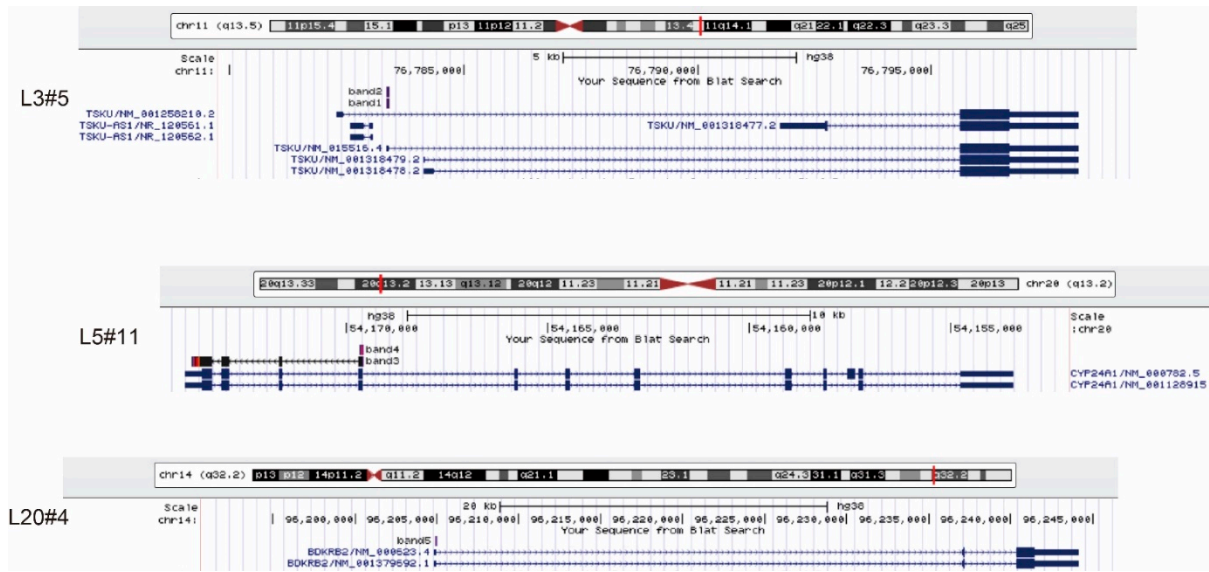 chr11 (q13.5) 11p15.4 15.1 p13 11p12 11.2 13.4 11q14.1 q21 22.1 q22.3 q23.3 q25
Scale 5 kb hg38
chr11: 76,785,000 76,790,000 76,795,000
Your Sequence from Blat Search
L3#5
band2
band1
TSKU/NM_001258210.2
TSKU-AS1/NR_120561.1 TSKU/NM_001318477.2
TSKU-AS1/NR_120562.1
TSKU/NM_015516.4
TSKU/NM_001318479.2
TSKU/NM_001318478.2
20q13.33 20q13.2 13.13 q13.12 20q12 11.23 11.21 11.21 11.23 20p12.1 12.2 20p12.3 20p13 chr20 (q13.2)
hg38 10 kb Scale
54,170,000 54,165,000 54,160,000 54,155,000 :chr20
Your Sequence from Blat Search
L5#11
band4
band3
CYP24A1/NM_000782.5
CYP24A1/NM_001128915
chr14 (q32.2) p13 p12 14p11.2 q11.2 14q12 q21.1 23.1 q24.3 31.1 q31.3 q32.2
Scale 20 kb hg38
chr14: 96,200,000 96,205,000 96,210,000 96,215,000 96,220,000 96,225,000 96,230,000 96,235,000 96,240,000 96,245,000
Your Sequence from Blat Search
L20#4
band5
BDKRB2/NM_000623.4
BDKRB2/NM_001379692.1